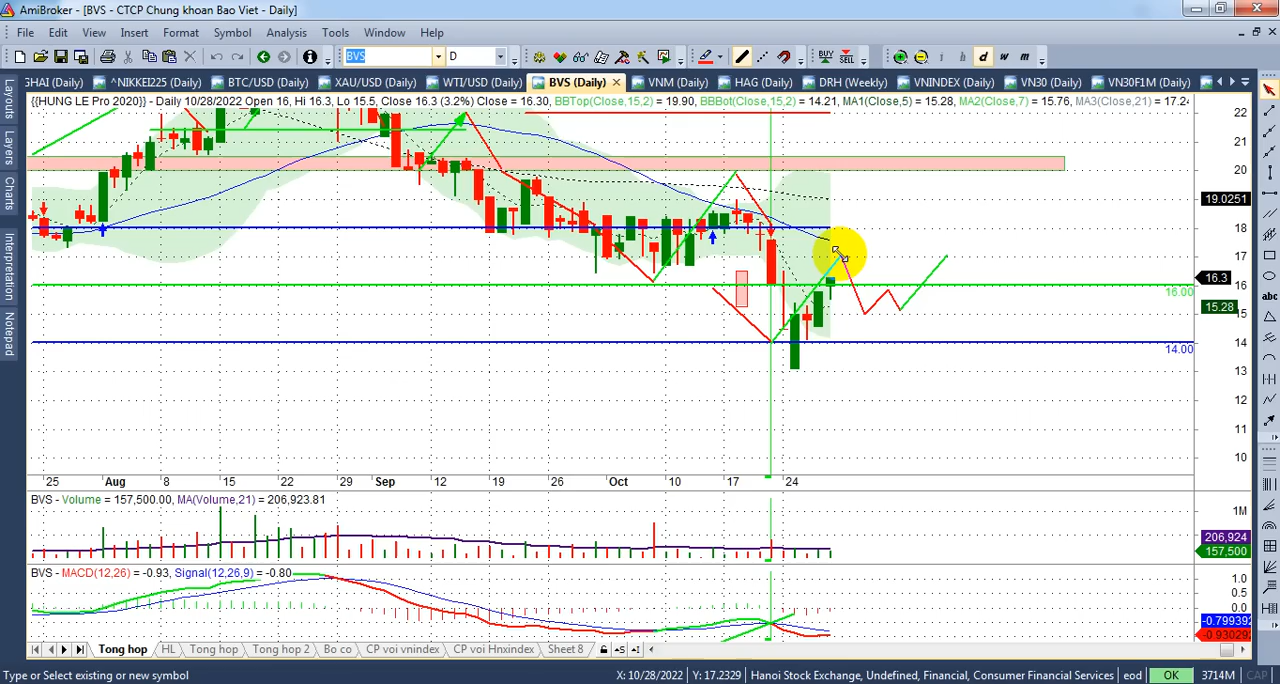 AmiBroker - [BVS - CTCP Chung khoan Bao Viet - Daily]
File Edit View Insert Format Symbol Analysis Tools Window Help
BVS D i h d w m BUY SELL
GHAI (Daily) ^NIKKEI225 (Daily) BTC/USD (Daily) XAU/USD (Daily) WTI/USD (Daily) BVS (Daily) VNM (Daily) HAG (Daily) DRH (Weekly) VNINDEX (Daily) VN30 (Daily) VN30F1M (Daily)
Layouts
Layers
Charts
Interpretation
Notepad
{{HUNG LE Pro 2020}} - Daily 10/28/2022 Open 16, Hi 16.3, Lo 15.5, Close 16.3 (3.2%) Close = 16.30, BBTop(Close,15,2) = 19.90, BBBot(Close,15,2) = 14.21, MA1(Close,5) = 15.28, MA2(Close,7) = 15.76, MA3(Close,21) = 17.24
22
21
20
19.0251
18
17
16.3
16
16.00
15.28
15
14
14.00
13
12
11
10
abc
25 Aug 8 15 22 29 Sep 12 19 26 Oct 10 17 24
BVS - Volume = 157,500.00, MA(Volume,21) = 206,923.81
1M
206,924
157,500
BVS - MACD(12,26) = -0.93, Signal(12,26,9) = -0.80
1.0
0.5
0.0
-0.799392
-0.930292
Tong hop HL Tong hop Tong hop 2 Bo co CP voi vnindex CP voi Hnxindex Sheet 8
Type or Select existing or new symbol X: 10/28/2022 Y: 17.2329 Hanoi Stock Exchange, Undefined, Financial, Consumer Financial Services eod OK 3714M CAP